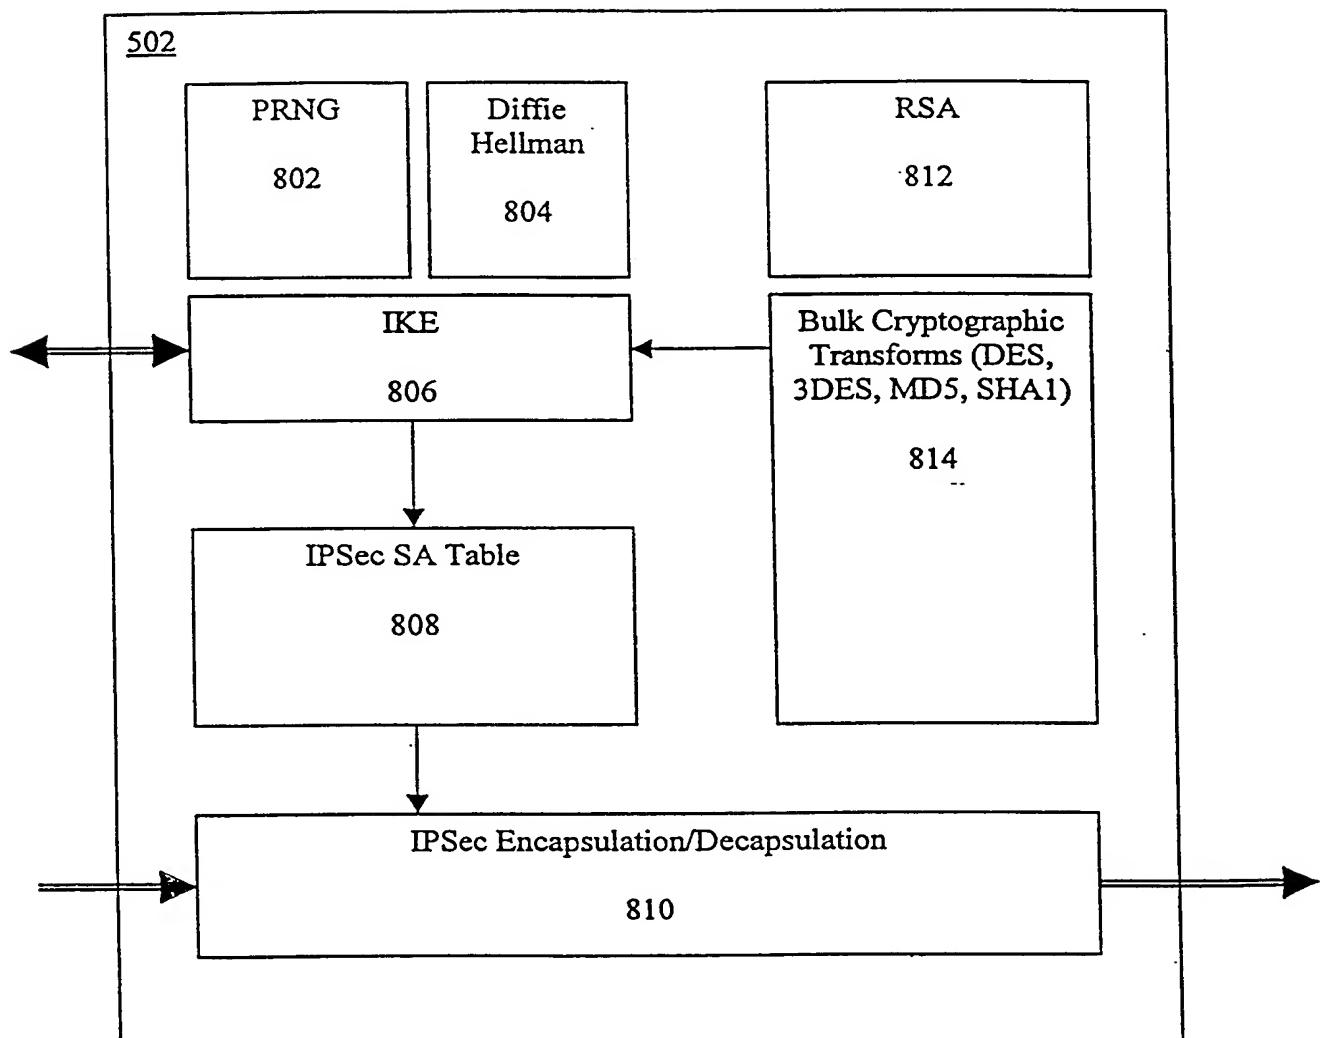 502
PRNG
802
Diffie
Hellman
804
RSA
812
IKE
806
Bulk Cryptographic
Transforms (DES,
3DES, MD5, SHA1)
814
IPSec SA Table
808
IPSec Encapsulation/Decapsulation
810